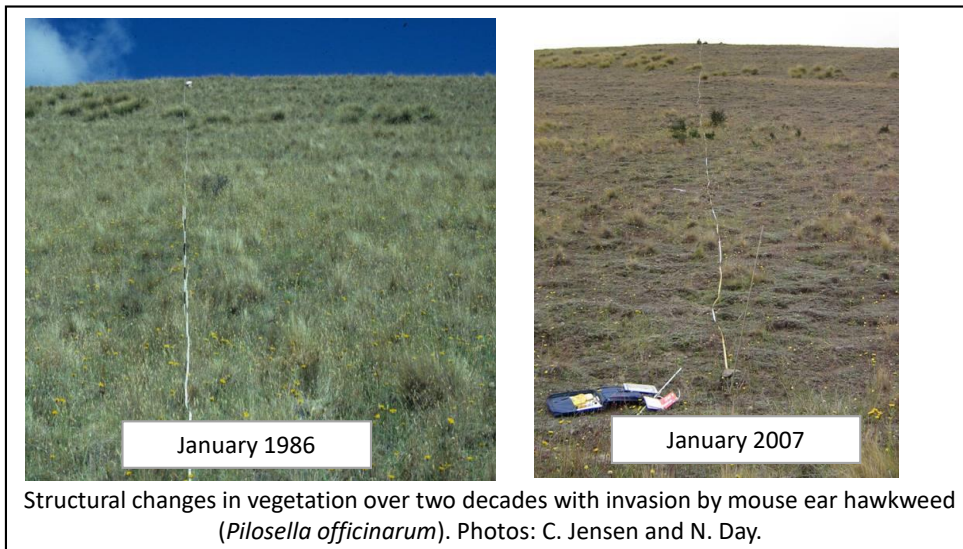 January 1986
January 2007
Structural changes in vegetation over two decades with invasion by mouse ear hawkweed
(Pilosella officinarum). Photos: C. Jensen and N. Day.